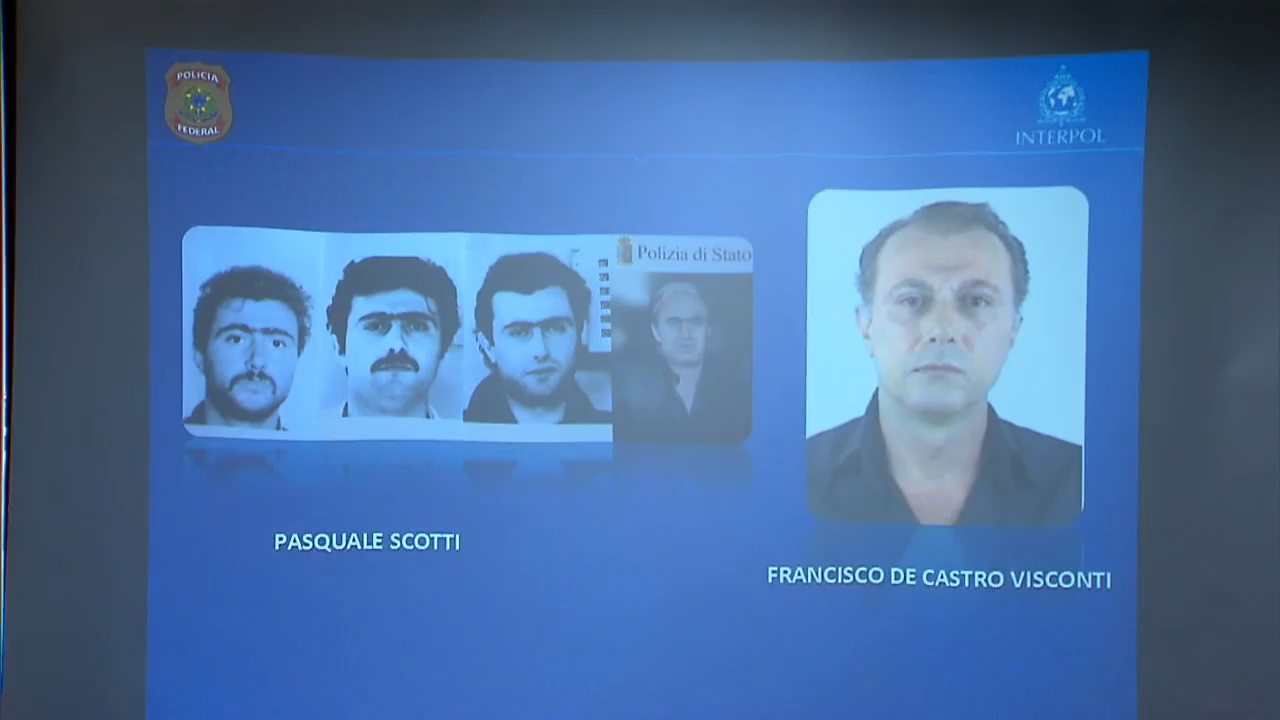 POLICIA
FEDERAL
INTERPOL
Polizia di Stato
PASQUALE SCOTTI
FRANCISCO DE CASTRO VISCONTI